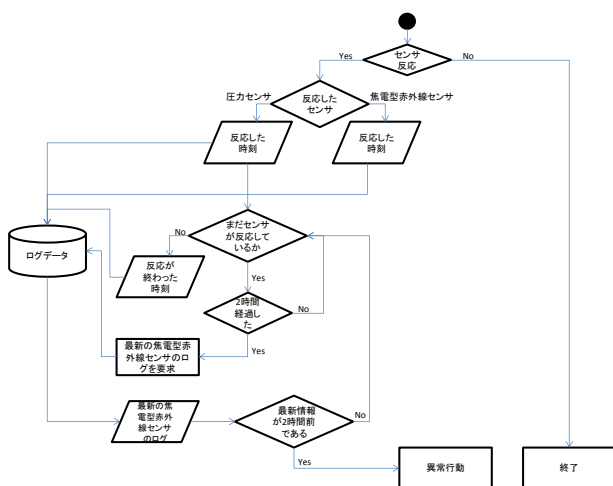 センサ
反応
Yes
No
反応した
センサ
圧力センサ
焦電型赤外線センサ
反応した
時刻
反応した
時刻
まだセンサ
が反応して
いるか
No
Yes
ログデータ
反応が
終わった
時刻
2時間
経過し
た
No
Yes
最新の焦電型赤
外線センサのロ
グを要求
最新の焦
電型赤外
線センサ
のログ
最新情報
が2時間前
である
No
Yes
異常行動
終了